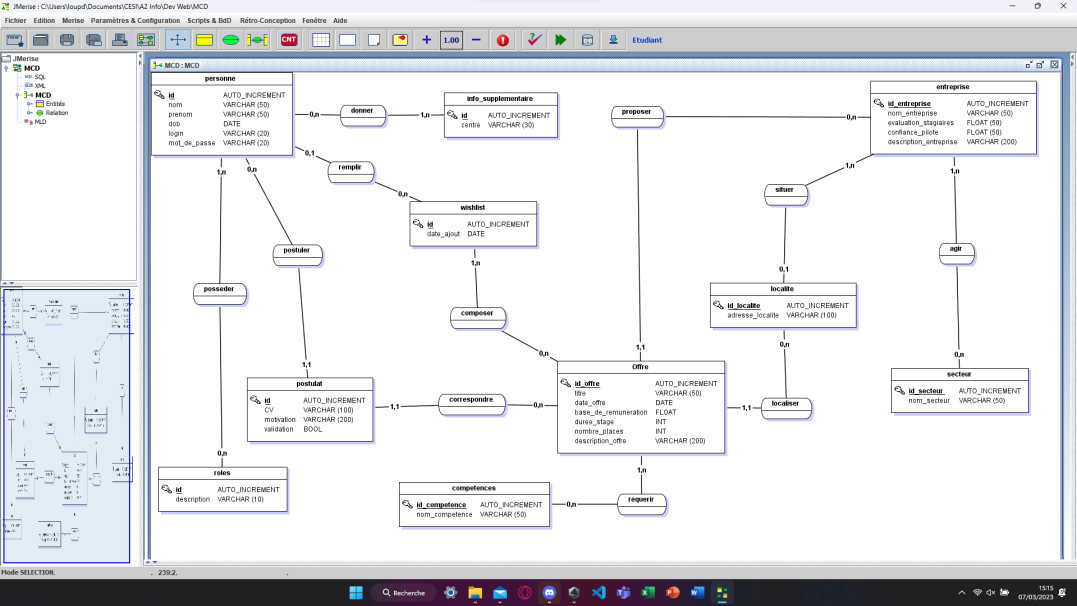 JMerise : C:\Users\loupd\Documents\CESI\A2 Info\Dev Web\MCD
Fichier Edition Merise Paramètres & Configuration Scripts & BdD Rétro-Conception Fenêtre Aide
CNT 1.00 Etudiant
JMerise
MCD
SQL
XML
MCD
Entités
Relation
MLD
MCD : MCD
personne
id AUTO_INCREMENT
nom VARCHAR (50)
prenom VARCHAR (50)
dob DATE
login VARCHAR (20)
mot_de_passe VARCHAR (20)
0,n
donner
1,n
info_supplementaire
id AUTO_INCREMENT
centre VARCHAR (30)
proposer
0,n
entreprise
id_entreprise AUTO_INCREMENT
nom_entreprise VARCHAR (50)
evaluation_stagiaires FLOAT (50)
confiance_pilote FLOAT (50)
description_entreprise VARCHAR (200)
0,1
remplir
0,n
1,n
0,n
1,n
situer
1,n
wishlist
id AUTO_INCREMENT
date_ajout DATE
postuler
1,n
agir
0,1
posseder
localite
id_localite AUTO_INCREMENT
adresse_localite VARCHAR (100)
composer
0,n
0,n
1,1
1,1
0,n
Offre
id_offre AUTO_INCREMENT
titre VARCHAR (50)
date_offre DATE
base_de_remuneration FLOAT
duree_stage INT
nombre_places INT
description_offre VARCHAR (200)
secteur
id_secteur AUTO_INCREMENT
nom_secteur VARCHAR (50)
postulat
id AUTO_INCREMENT
CV VARCHAR (100)
motivation VARCHAR (200)
validation BOOL
1,1
correspondre
0,n
1,1
localiser
0,n
roles
id AUTO_INCREMENT
description VARCHAR (10)
1,n
competences
id_competence AUTO_INCREMENT
nom_competence VARCHAR (50)
0,n
requerir
Mode SELECTION,
. 239:2.
.
Recherche
15:15
07/03/2023